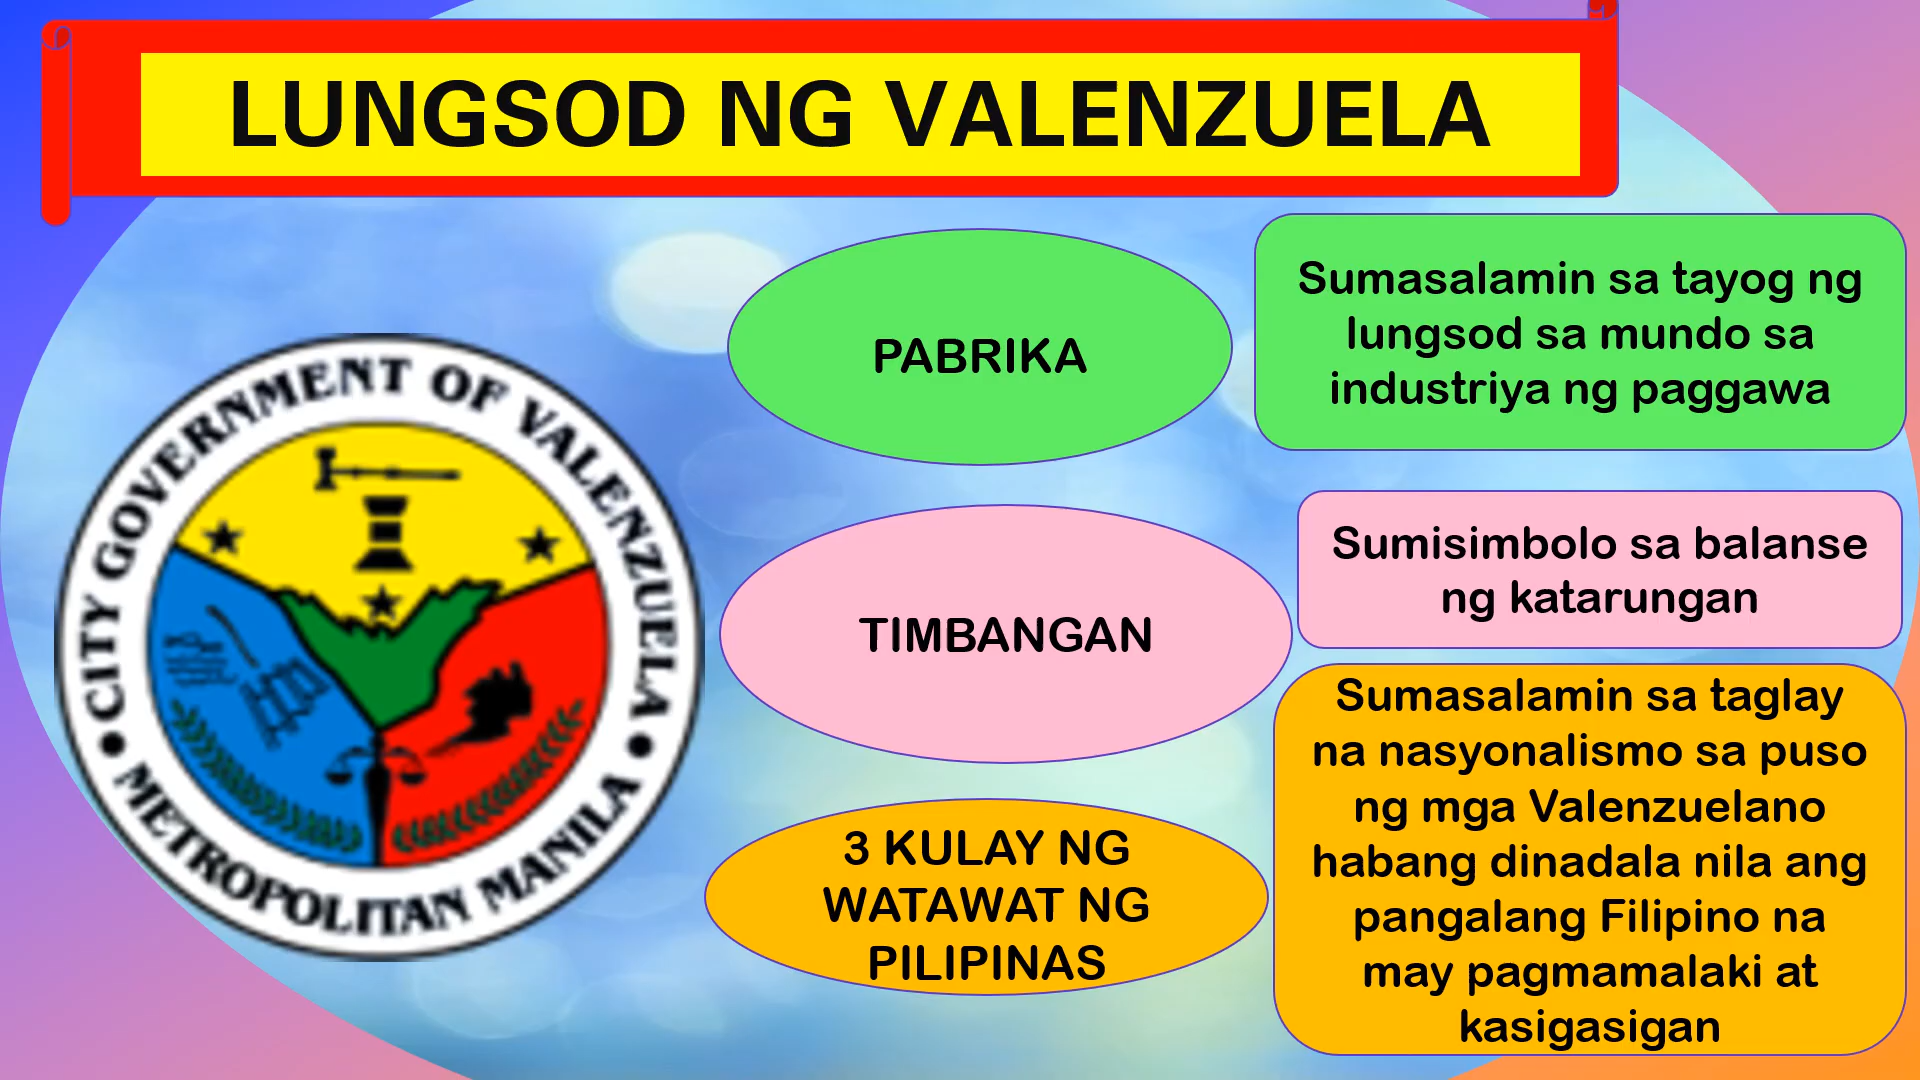 LUNGSOD NG VALENZUELA
CITY GOVERNMENT OF VALENZUELA
• METROPOLITAN MANILA •
PABRIKA
Sumasalamin sa tayog ng
lungsod sa mundo sa
industriya ng paggawa
TIMBANGAN
Sumisimbolo sa balanse
ng katarungan
3 KULAY NG
WATAWAT NG
PILIPINAS
Sumasalamin sa taglay
na nasyonalismo sa puso
ng mga Valenzuelano
habang dinadala nila ang
pangalang Filipino na
may pagmamalaki at
kasigasigan